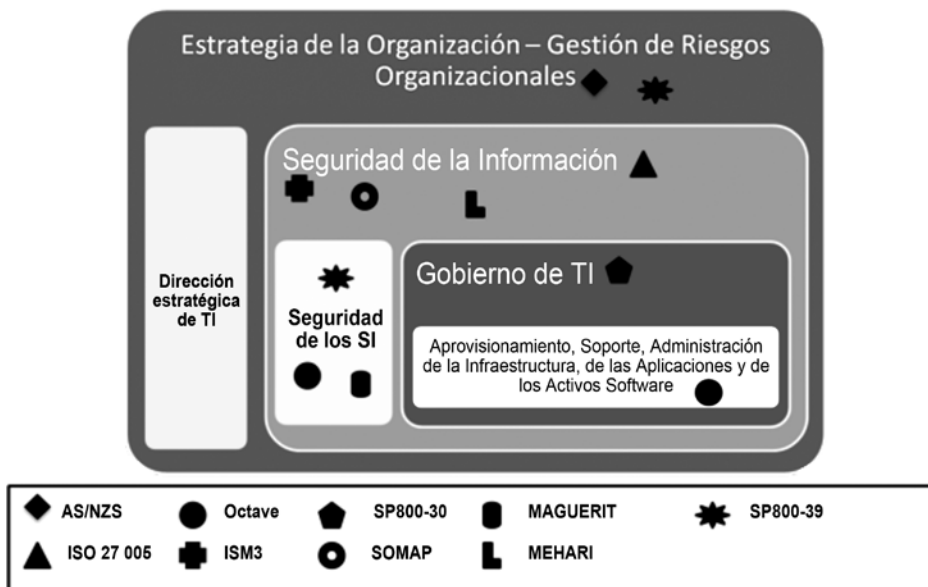 Estrategia de la Organización – Gestión de Riesgos
Organizacionales
Seguridad de la Información
Dirección
estratégica
de TI
Seguridad
de los SI
Gobierno de TI
Aprovisionamiento, Soporte, Administración
de la Infraestructura, de las Aplicaciones y de
los Activos Software
AS/NZS Octave SP800-30 MAGUERIT SP800-39
ISO 27 005 ISM3 SOMAP MEHARI